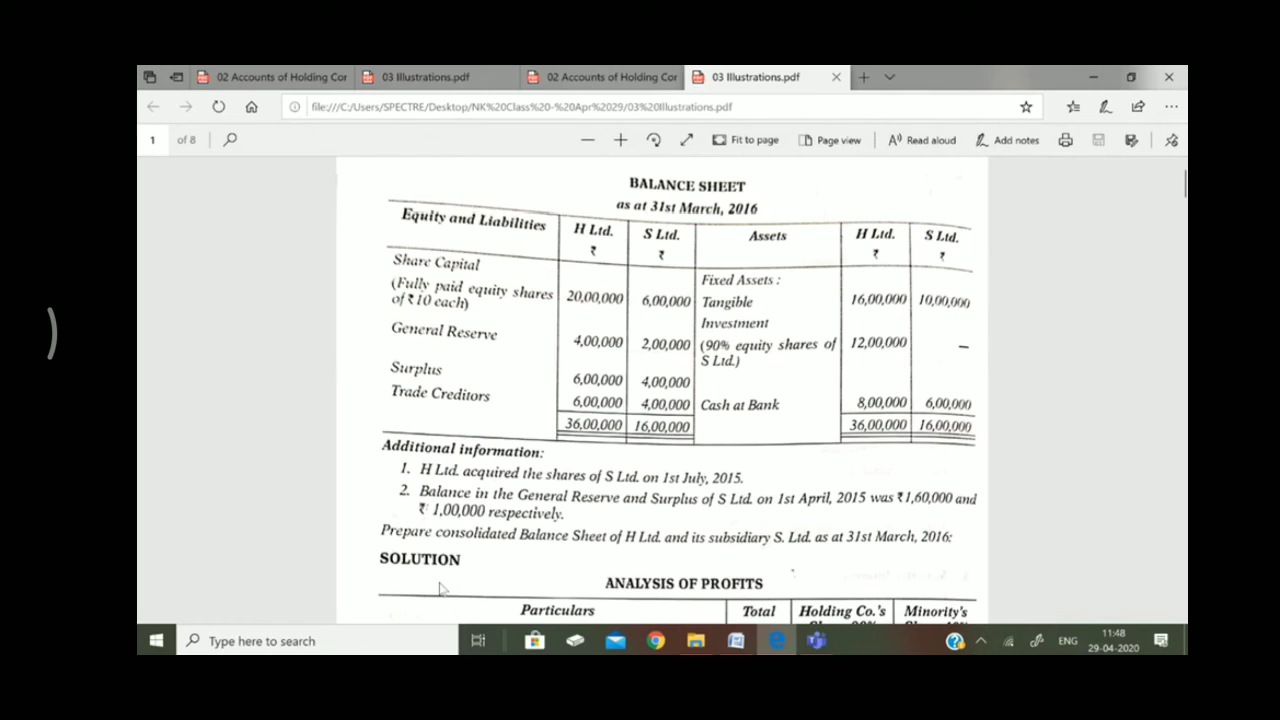 02 Accounts of Holding Cor
03 Illustrations.pdf
02 Accounts of Holding Cor
03 Illustrations.pdf
file:///C:/Users/SPECTRE/Desktop/NK%20Class%20-%20Apr%2029/03%20Illustrations.pdf
1 of 8
Fit to page
Page view
Read aloud
Add notes
BALANCE SHEET
as at 31st March, 2016
Equity and Liabilities H Ltd. S Ltd. Assets H Ltd. S Ltd.
₹ ₹ ₹ ₹
Share Capital Fixed Assets :
(Fully paid equity shares 20,00,000 6,00,000 Tangible 16,00,000 10,00,000
of ₹ 10 each) Investment
General Reserve 4,00,000 2,00,000 (90% equity shares of 12,00,000 –
S Ltd.)
Surplus 6,00,000 4,00,000
Trade Creditors 6,00,000 4,00,000 Cash at Bank 8,00,000 6,00,000
36,00,000 16,00,000 36,00,000 16,00,000
Additional information:
1. H Ltd. acquired the shares of S Ltd. on 1st July, 2015.
2. Balance in the General Reserve and Surplus of S Ltd. on 1st April, 2015 was ₹ 1,60,000 and
₹ 1,00,000 respectively.
Prepare consolidated Balance Sheet of H Ltd. and its subsidiary S. Ltd. as at 31st March, 2016:
SOLUTION
ANALYSIS OF PROFITS
Particulars Total Holding Co.'s Minority's
Type here to search
ENG
11:48
29-04-2020